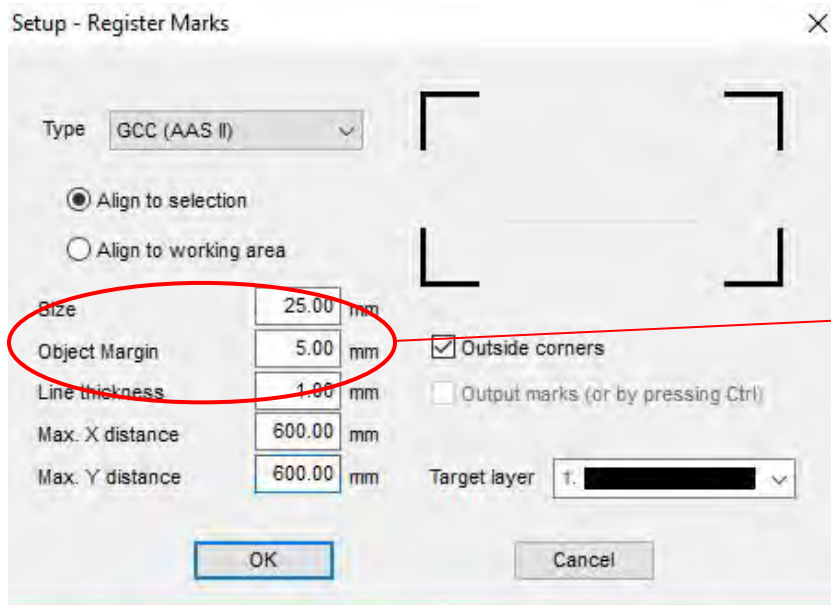 Setup - Register Marks
Type GCC (AAS II)
Align to selection
Align to working area
Size 25.00 mm
Object Margin 5.00 mm
Line thickness 1.00 mm
Max. X distance 600.00 mm
Max. Y distance 600.00 mm
Outside corners
Output marks (or by pressing Ctrl)
Target layer 1.
OK
Cancel